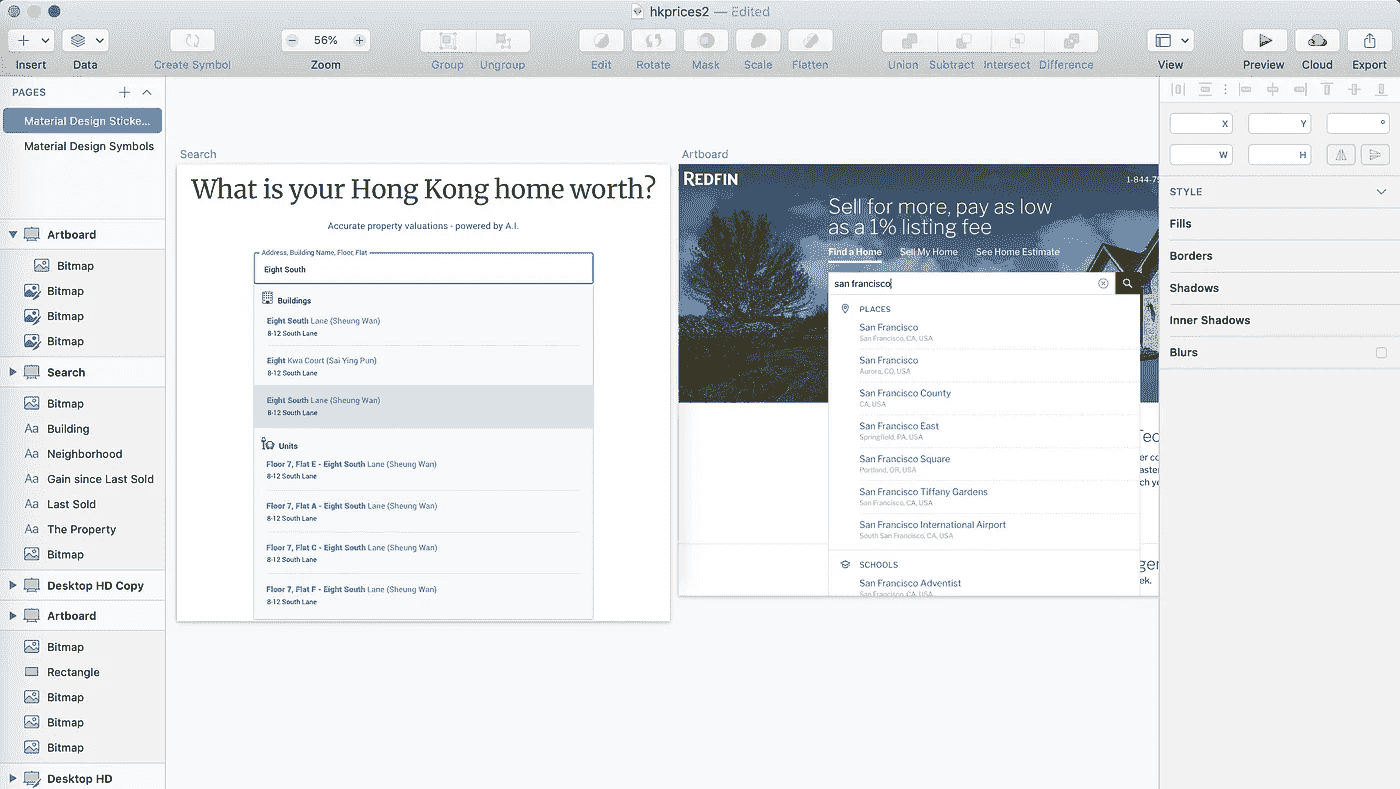 hkprices2 — Edited
56%
Insert
Data
Create Symbol
Zoom
Group
Ungroup
Edit
Rotate
Mask
Scale
Flatten
Union
Subtract
Intersect
Difference
View
Preview
Cloud
Export
PAGES
Material Design Sticke...
Material Design Symbols
Artboard
Bitmap
Bitmap
Bitmap
Bitmap
Search
Bitmap
Aa Building
Aa Neighborhood
Aa Gain since Last Sold
Aa Last Sold
Aa The Property
Bitmap
Desktop HD Copy
Artboard
Bitmap
Rectangle
Bitmap
Bitmap
Bitmap
Desktop HD
Search
What is your Hong Kong home worth?
Accurate property valuations - powered by A.I.
Address, Building Name, Floor, Flat
Eight South
Buildings
Eight South Lane (Sheung Wan)
8-12 South Lane
Eight Kwa Court (Sai Ying Pun)
8-12 South Lane
Eight South Lane (Sheung Wan)
8-12 South Lane
Units
Floor 7, Flat E - Eight South Lane (Sheung Wan)
8-12 South Lane
Floor 7, Flat A - Eight South Lane (Sheung Wan)
8-12 South Lane
Floor 7, Flat C - Eight South Lane (Sheung Wan)
8-12 South Lane
Floor 7, Flat F - Eight South Lane (Sheung Wan)
8-12 South Lane
Artboard
REDFIN
1-844-75
Sell for more, pay as low
as a 1% listing fee
Find a Home
Sell My Home
See Home Estimate
san francisco
PLACES
San Francisco
San Francisco, CA, USA
San Francisco
Aurora, CO, USA
San Francisco County
CA, USA
San Francisco East
Springfield, PA, USA
San Francisco Square
Portland, OR, USA
San Francisco Tiffany Gardens
San Francisco, CA, USA
San Francisco International Airport
South San Francisco, CA, USA
SCHOOLS
San Francisco Adventist
San Francisco, CA, USA
X
Y
°
W
H
STYLE
Fills
Borders
Shadows
Inner Shadows
Blurs